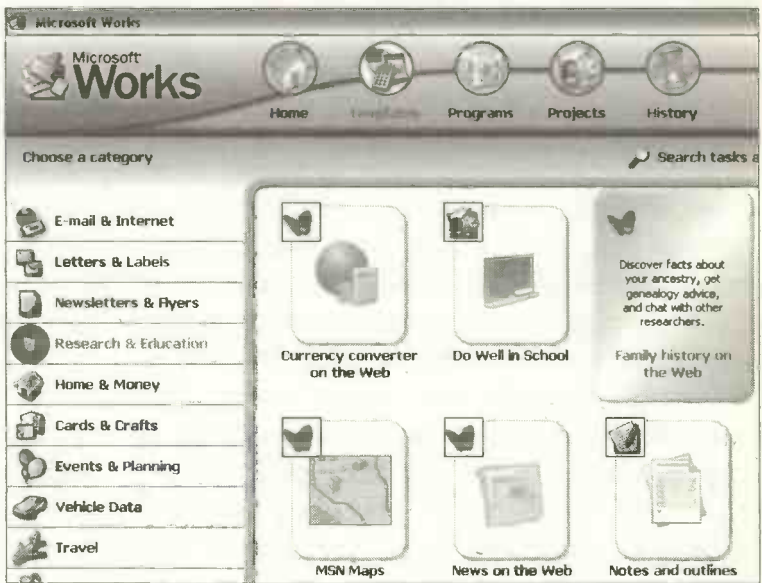 Microsoft Works
Microsoft
Works
Home
Templates
Programs
Projects
History
Choose a category
Search tasks a
E-mail & Internet
Letters & Labels
Newsletters & Flyers
Research & Education
Home & Money
Cards & Crafts
Events & Planning
Vehicle Data
Travel
Currency converter
on the Web
Do Well in School
Discover facts about
your ancestry, get
genealogy advice,
and chat with other
researchers.
Family history on
the Web
MSN Maps
News on the Web
Notes and outlines